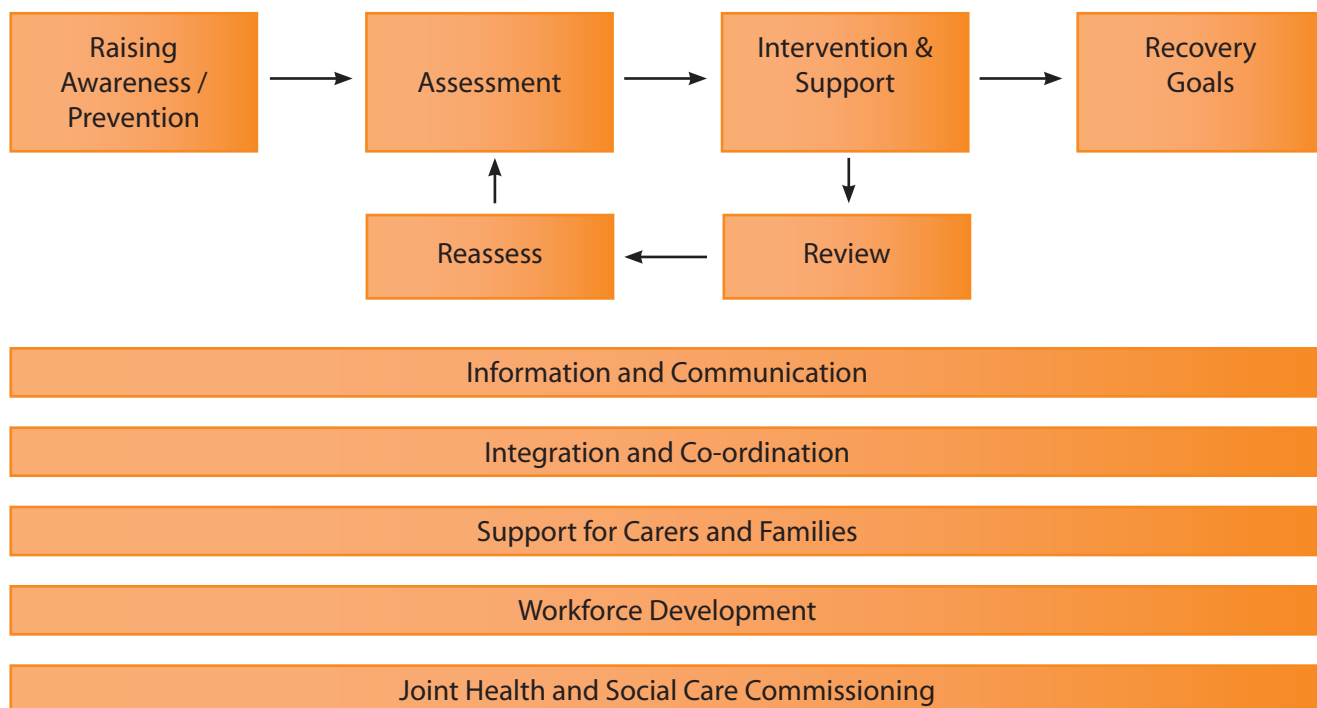 Raising
Awareness /
Prevention
Assessment
Intervention &
Support
Recovery
Goals
Reassess
Review
Information and Communication
Integration and Co-ordination
Support for Carers and Families
Workforce Development
Joint Health and Social Care Commissioning